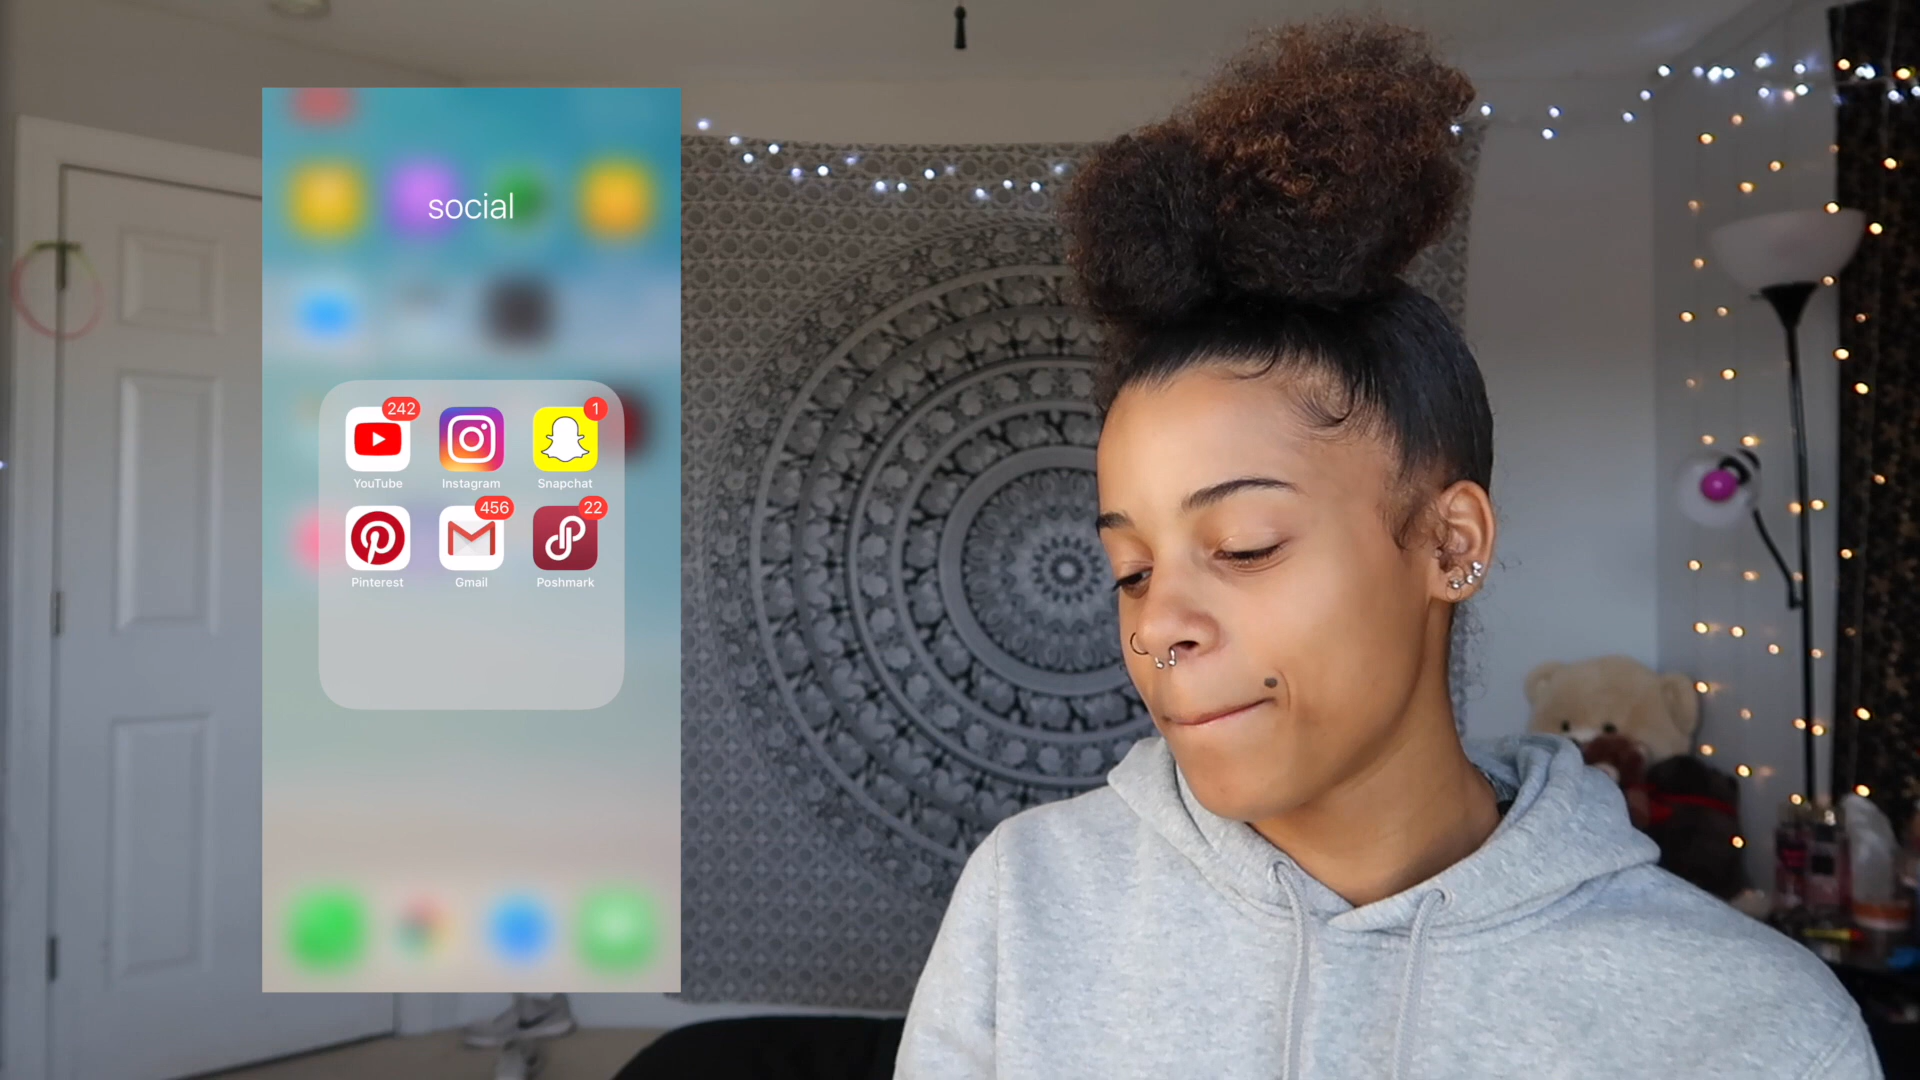 social
242
1
YouTube
Instagram
Snapchat
456
22
Pinterest
Gmail
Poshmark